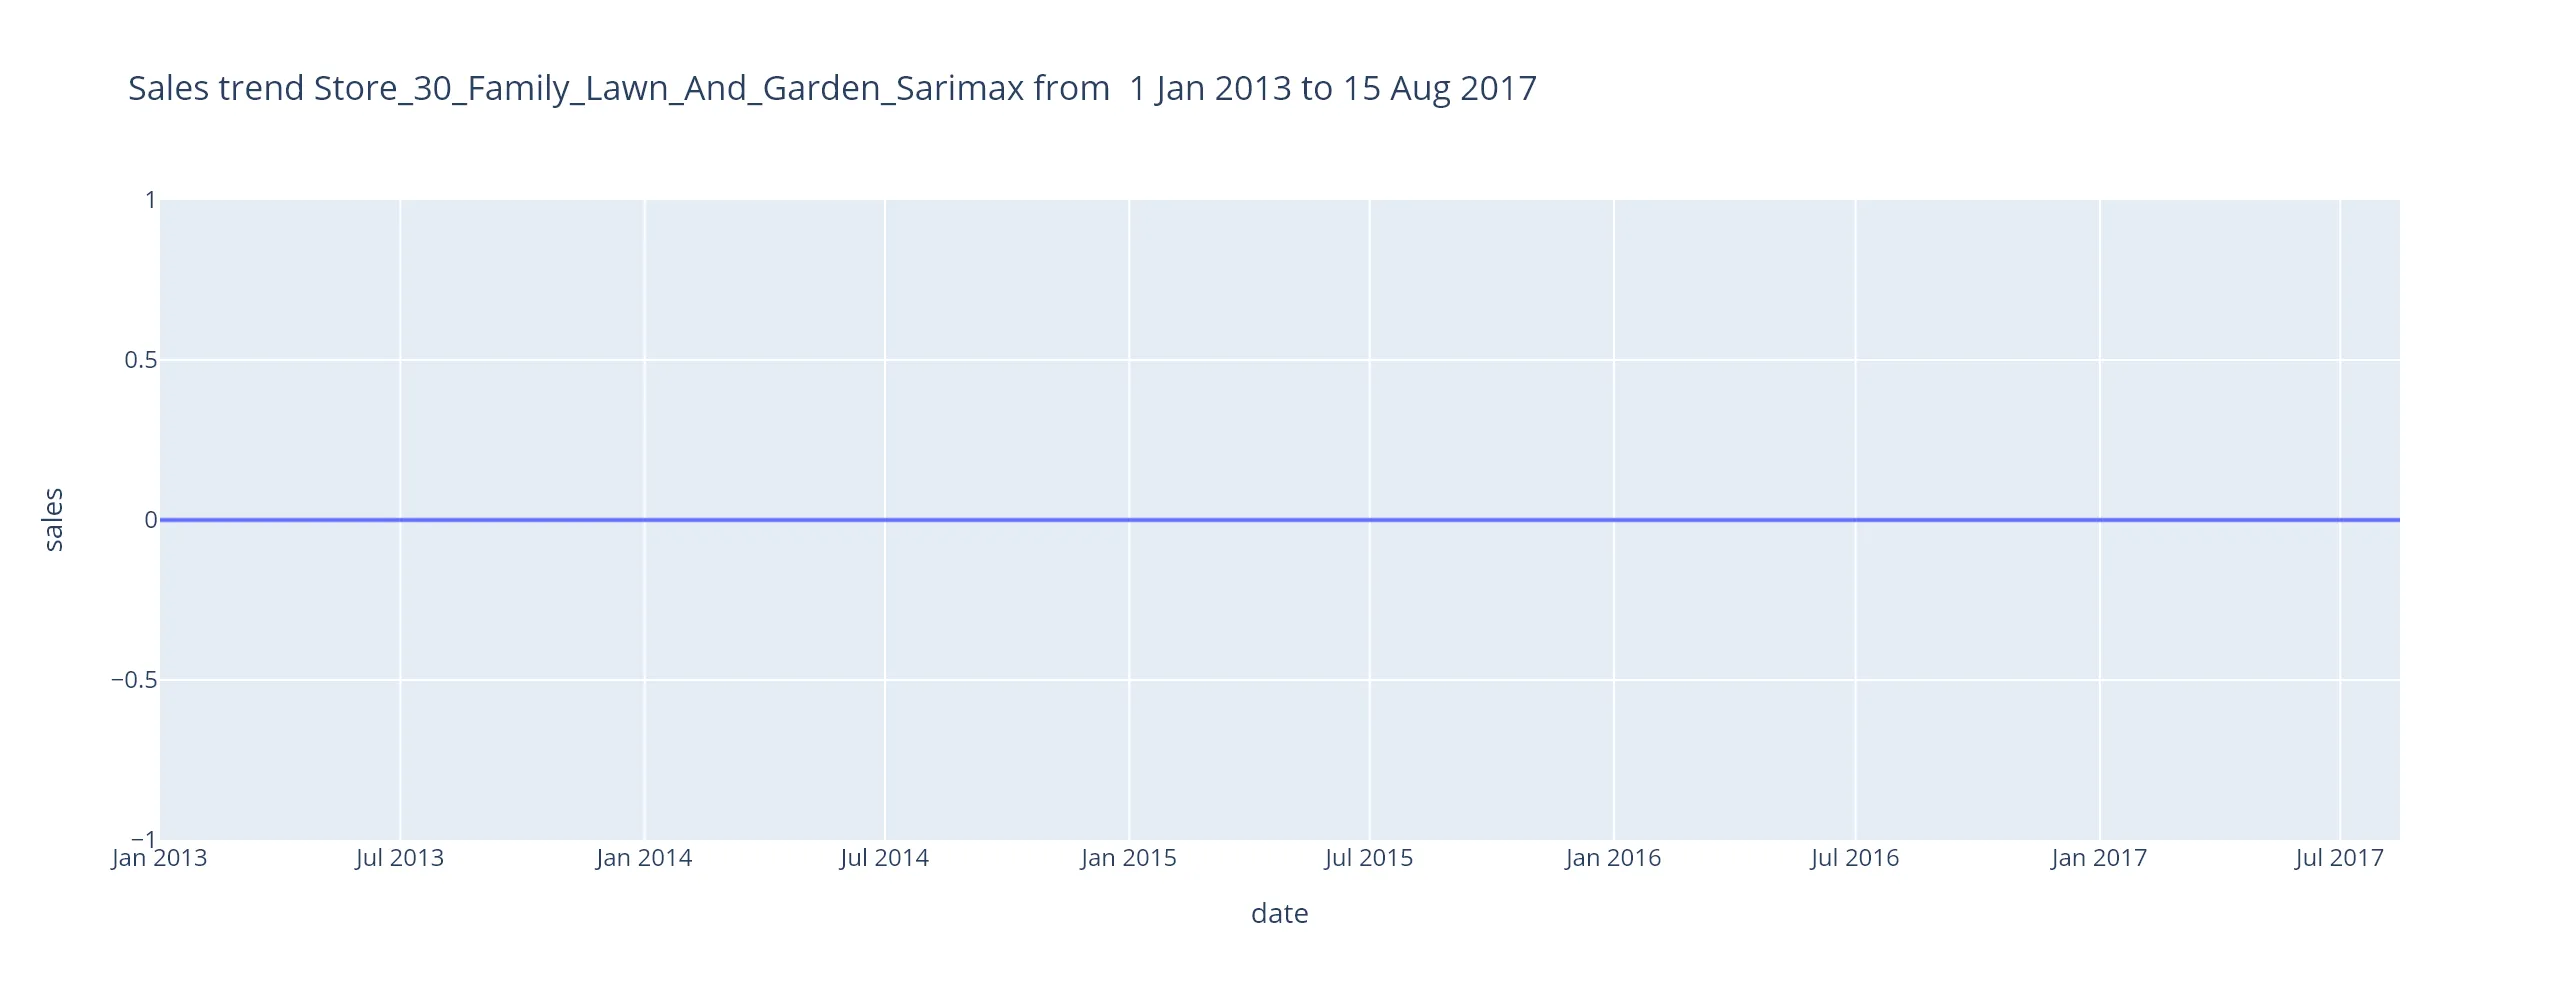 Sales trend Store_30_Family_Lawn_And_Garden_Sarimax from  1 Jan 2013 to 15 Aug 2017
1
0.5
0
−0.5
−1
sales
Jan 2013 Jul 2013 Jan 2014 Jul 2014 Jan 2015 Jul 2015 Jan 2016 Jul 2016 Jan 2017 Jul 2017
date